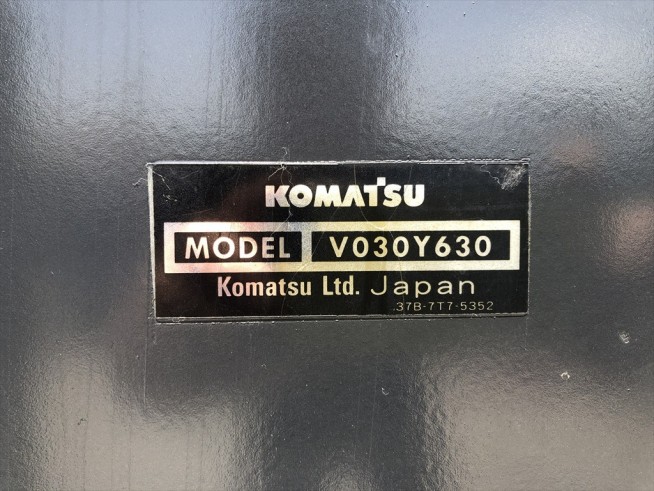 KOMATSU
MODEL V030Y630
Komatsu Ltd. Japan
37B-7T7-5352